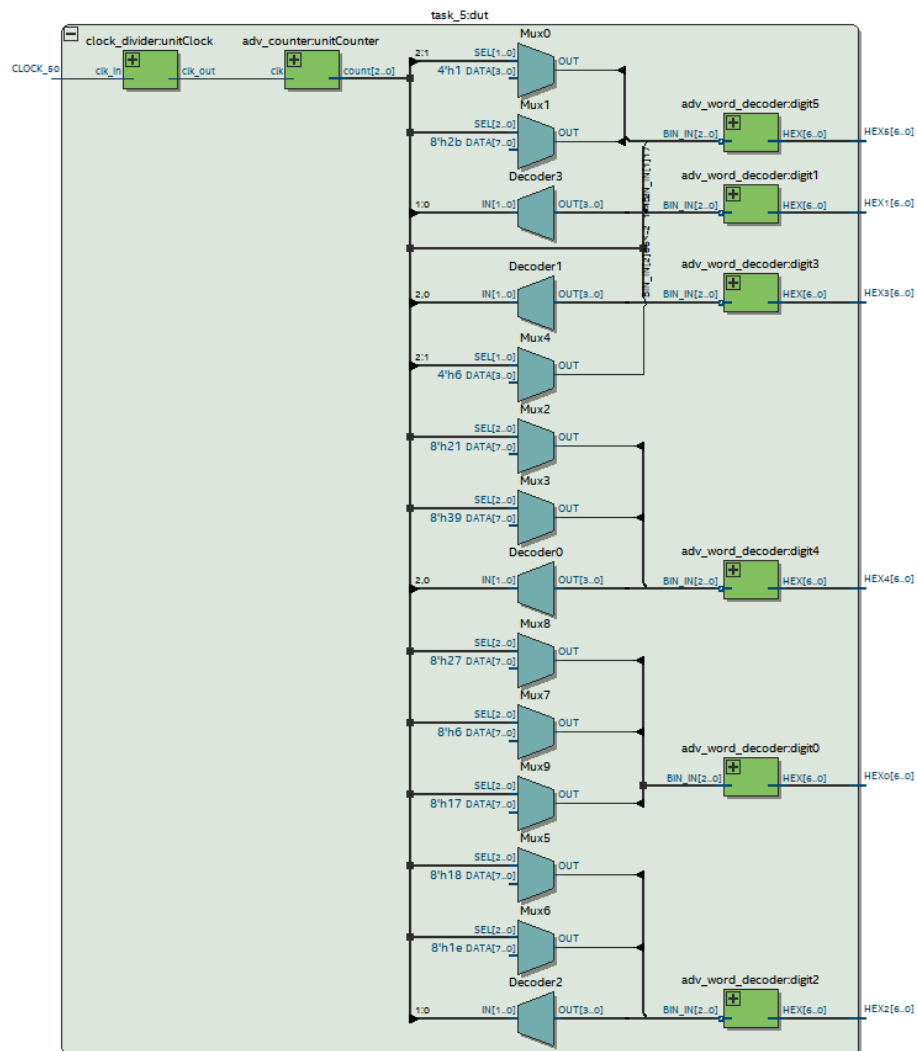 task_5:dut
clock_divider:unitClock
adv_counter:unitCounter
CLOCK_50
clk_in
clk_out
clk
count[2..0]
Mux0
2:1
SEL[1..0]
4'h1 DATA[3..0]
OUT
Mux1
SEL[2..0]
8'h2b DATA[7..0]
OUT
adv_word_decoder:digit5
BIN_IN[2..0]
HEX[6..0]
HEX5[6..0]
Decoder3
1:0
IN[1..0]
OUT[3..0]
adv_word_decoder:digit1
BIN_IN[2..0]
HEX[6..0]
HEX1[6..0]
Decoder1
2,0
IN[1..0]
OUT[3..0]
adv_word_decoder:digit3
BIN_IN[2..0]
HEX[6..0]
HEX3[6..0]
Mux4
2:1
SEL[1..0]
4'h6 DATA[3..0]
OUT
Mux2
SEL[2..0]
8'h21 DATA[7..0]
OUT
Mux3
SEL[2..0]
8'h39 DATA[7..0]
OUT
Decoder0
2,0
IN[1..0]
OUT[3..0]
adv_word_decoder:digit4
BIN_IN[2..0]
HEX[6..0]
HEX4[6..0]
Mux8
SEL[2..0]
8'h27 DATA[7..0]
OUT
Mux7
SEL[2..0]
8'h6 DATA[7..0]
OUT
adv_word_decoder:digit0
BIN_IN[2..0]
HEX[6..0]
HEX0[6..0]
Mux9
SEL[2..0]
8'h17 DATA[7..0]
OUT
Mux5
SEL[2..0]
8'h18 DATA[7..0]
OUT
Mux6
SEL[2..0]
8'h1e DATA[7..0]
OUT
Decoder2
1:0
IN[1..0]
OUT[3..0]
adv_word_decoder:digit2
BIN_IN[2..0]
HEX[6..0]
HEX2[6..0]